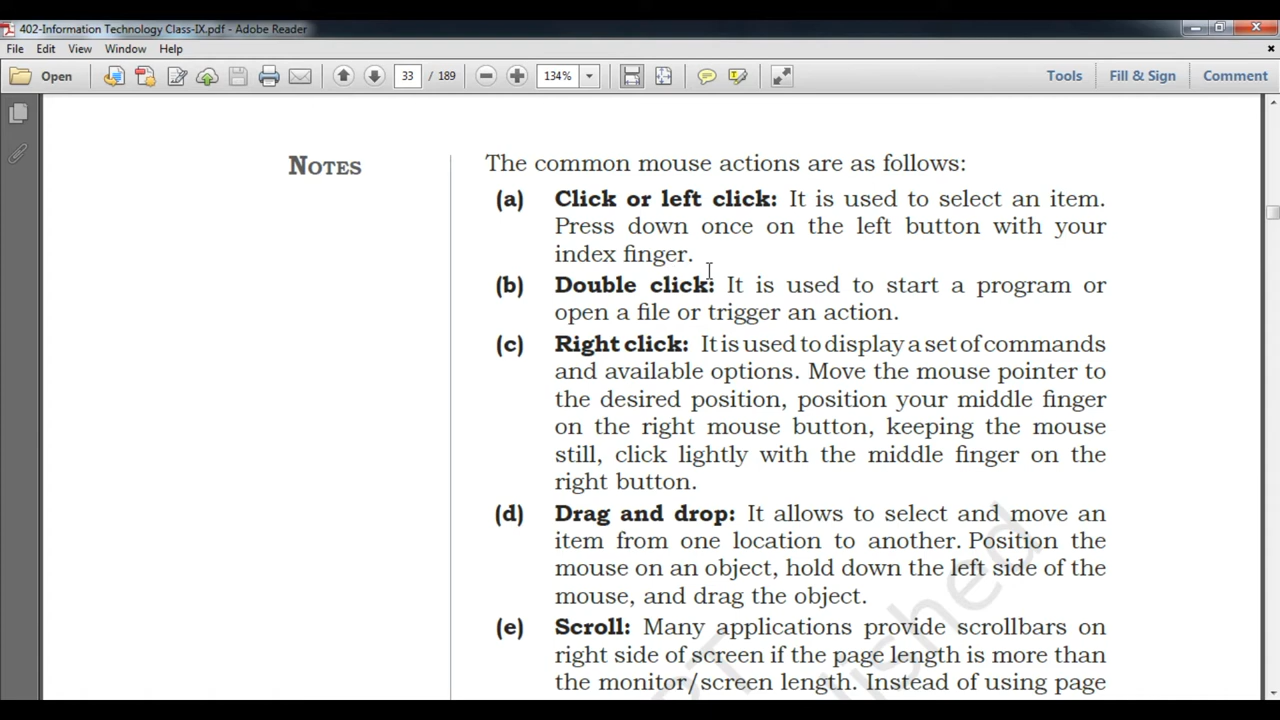 402-Information Technology Class-IX.pdf - Adobe Reader
File Edit View Window Help
Open 33 / 189 134% Tools Fill & Sign Comment
NOTES
The common mouse actions are as follows:
(a) Click or left click: It is used to select an item.
Press down once on the left button with your
index finger.
(b) Double click: It is used to start a program or
open a file or trigger an action.
(c) Right click: It is used to display a set of commands
and available options. Move the mouse pointer to
the desired position, position your middle finger
on the right mouse button, keeping the mouse
still, click lightly with the middle finger on the
right button.
(d) Drag and drop: It allows to select and move an
item from one location to another. Position the
mouse on an object, hold down the left side of the
mouse, and drag the object.
(e) Scroll: Many applications provide scrollbars on
right side of screen if the page length is more than
the monitor/screen length. Instead of using page